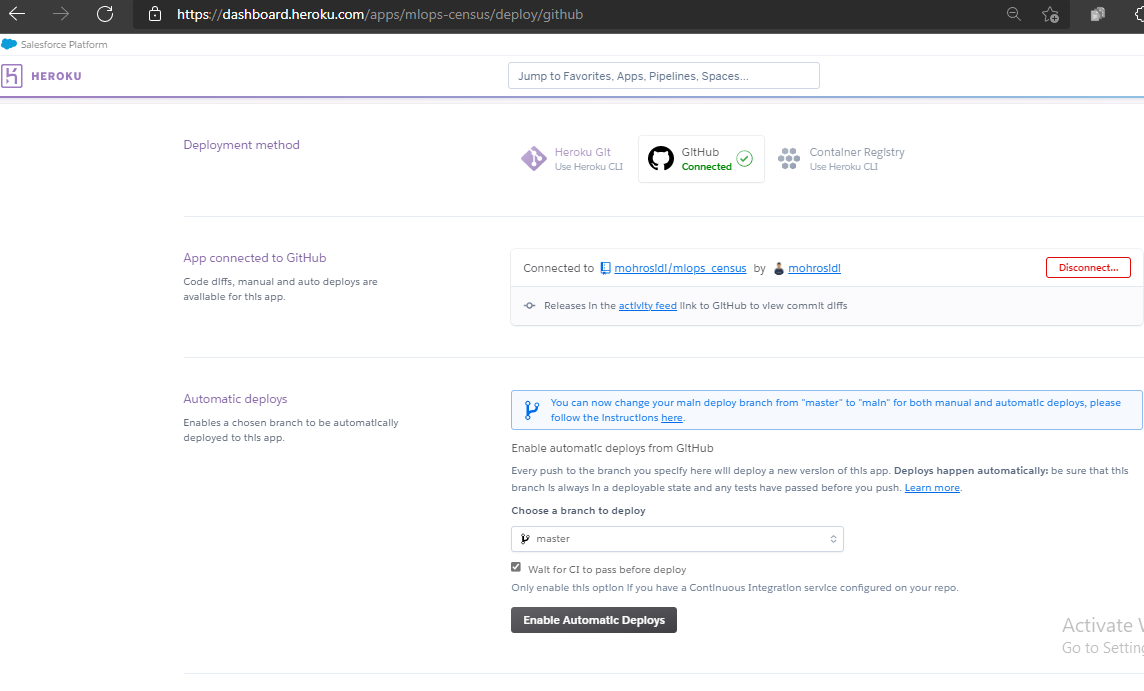 https://dashboard.heroku.com/apps/mlops-census/deploy/github
Salesforce Platform
HEROKU
Jump to Favorites, Apps, Pipelines, Spaces...
Deployment method
Heroku Git
Use Heroku CLI
GitHub
Connected
Container Registry
Use Heroku CLI
App connected to GitHub
Code diffs, manual and auto deploys are
available for this app.
Connected to mohrosidi/mlops_census by mohrosidi
Disconnect...
Releases in the activity feed link to GitHub to view commit diffs
Automatic deploys
Enables a chosen branch to be automatically
deployed to this app.
You can now change your main deploy branch from "master" to "main" for both manual and automatic deploys, please
follow the instructions here.
Enable automatic deploys from GitHub
Every push to the branch you specify here will deploy a new version of this app. Deploys happen automatically: be sure that this
branch is always in a deployable state and any tests have passed before you push. Learn more.
Choose a branch to deploy
master
Wait for CI to pass before deploy
Only enable this option if you have a Continuous Integration service configured on your repo.
Enable Automatic Deploys
Activate
Go to